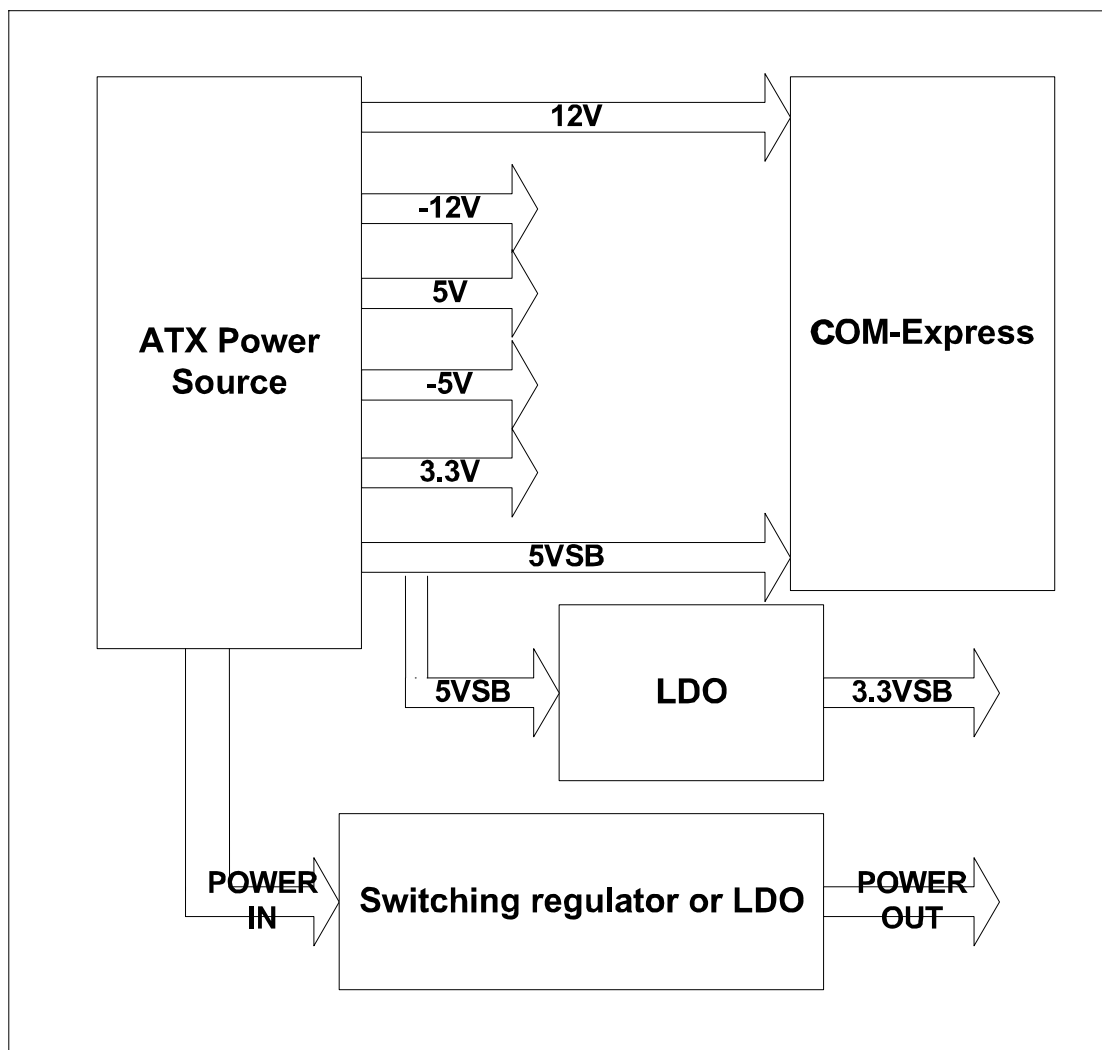 12V
-12V
5V
-5V
3.3V
5VSB
ATX Power
Source
COM-Express
5VSB
LDO
3.3VSB
POWER
IN
Switching regulator or LDO
POWER
OUT